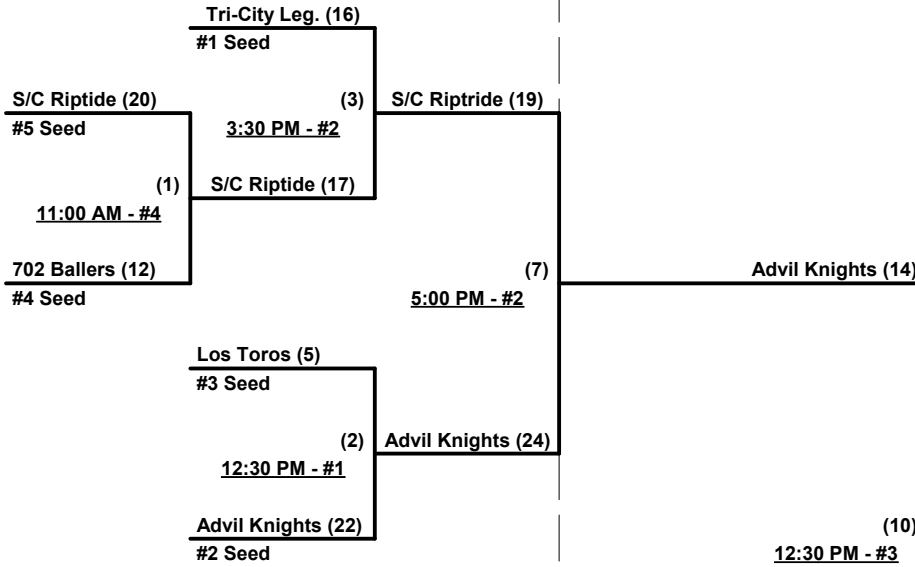 Tri-City Leg. (16)
#1 Seed
S/C Riptide (20)
(3)
S/C Riptride (19)
#5 Seed
3:30 PM - #2
(1)
S/C Riptide (17)
11:00 AM - #4
702 Ballers (12)
(7)
Advil Knights (14)
#4 Seed
5:00 PM - #2
Los Toros (5)
#3 Seed
(2)
Advil Knights (24)
12:30 PM - #1
Advil Knights (22)
(10)
#2 Seed
12:30 PM - #3